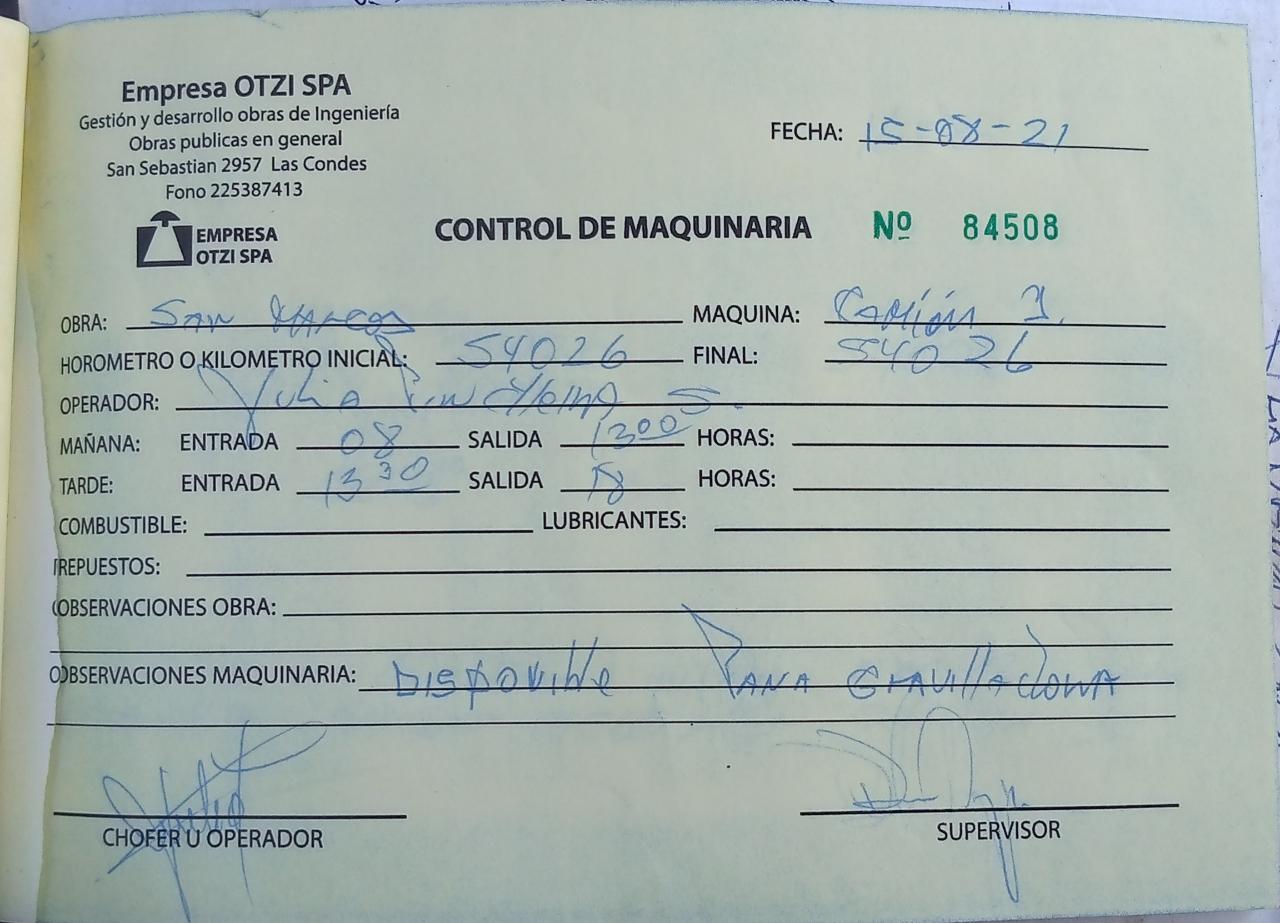 Empresa OTZI SPA
Gestión y desarrollo obras de Ingeniería
Obras publicas en general
San Sebastian 2957 Las Condes
Fono 225387413
EMPRESA
OTZI SPA
FECHA: 15-08-21
CONTROL DE MAQUINARIA Nº 84508
OBRA: San Marcos MAQUINA: Camión 1.
HOROMETRO O KILOMETRO INICIAL: 54026 FINAL: 54026
OPERADOR: Julio S.
MAÑANA: ENTRADA 08 SALIDA 1300 HORAS:
TARDE: ENTRADA 1330 SALIDA 18 HORAS:
COMBUSTIBLE: LUBRICANTES:
REPUESTOS:
OBSERVACIONES OBRA:
OBSERVACIONES MAQUINARIA: Disponible Para Gravilladora
CHOFER U OPERADOR
SUPERVISOR